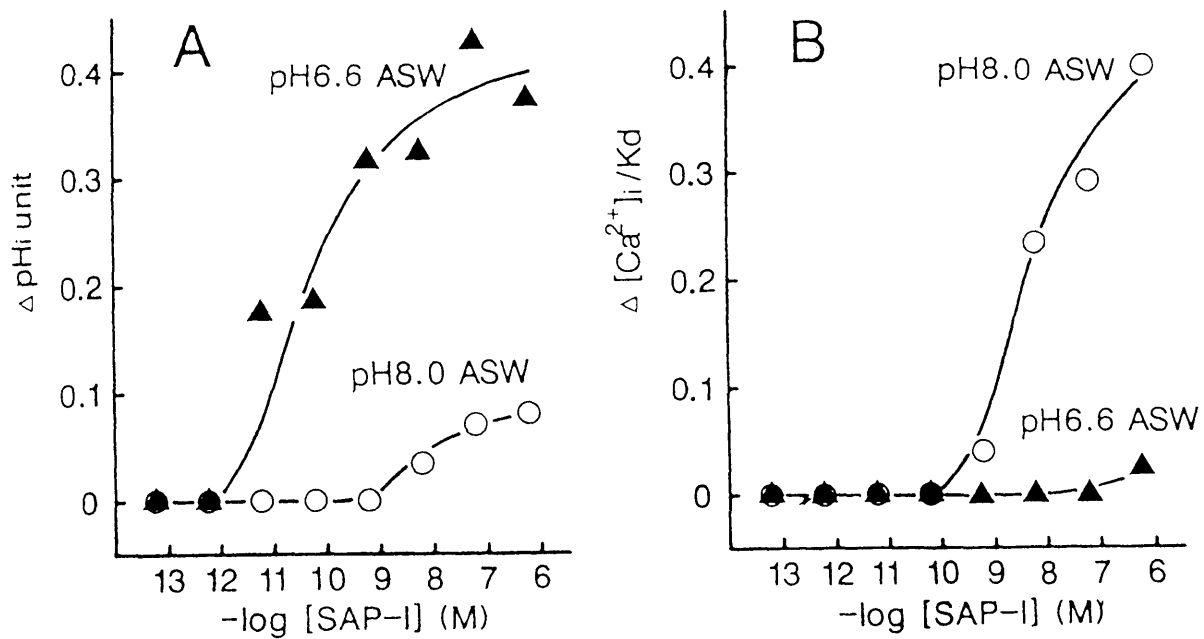 A
pH6.6 ASW
pH8.0 ASW
△pHi unit
0.4
0.3
0.2
0.1
0
13 12 11 10 9 8 7 6
-log [SAP-I] (M)
B
pH8.0 ASW
pH6.6 ASW
△ [Ca²⁺]i/Kd
0.4
0.3
0.2
0.1
0
13 12 11 10 9 8 7 6
-log [SAP-I] (M)